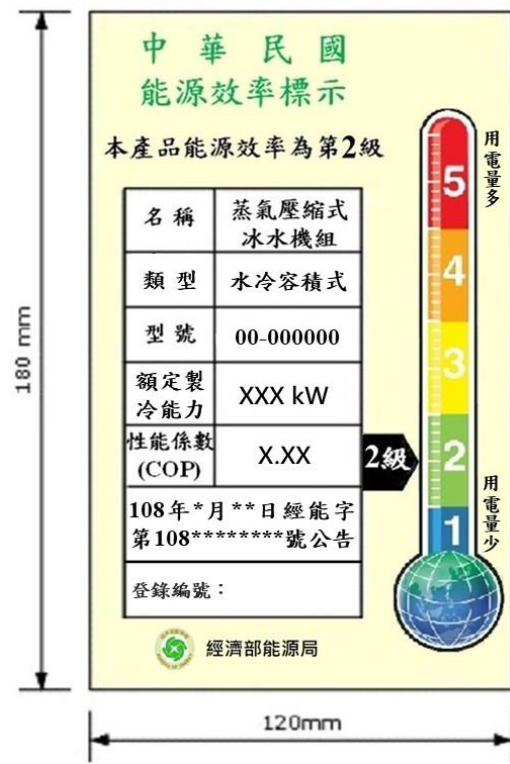 中華民國
能源效率標示
本產品能源效率為第2級
名稱
蒸氣壓縮式
冰水機組
類型
水冷容積式
型號
00-000000
額定製
冷能力
XXX kW
性能係數
(COP)
X.XX
108年*月**日經能字
第108********號公告
登錄編號：
經濟部能源局
用電量多
5
4
3
2級
2
用電量少
1
180 mm
120mm